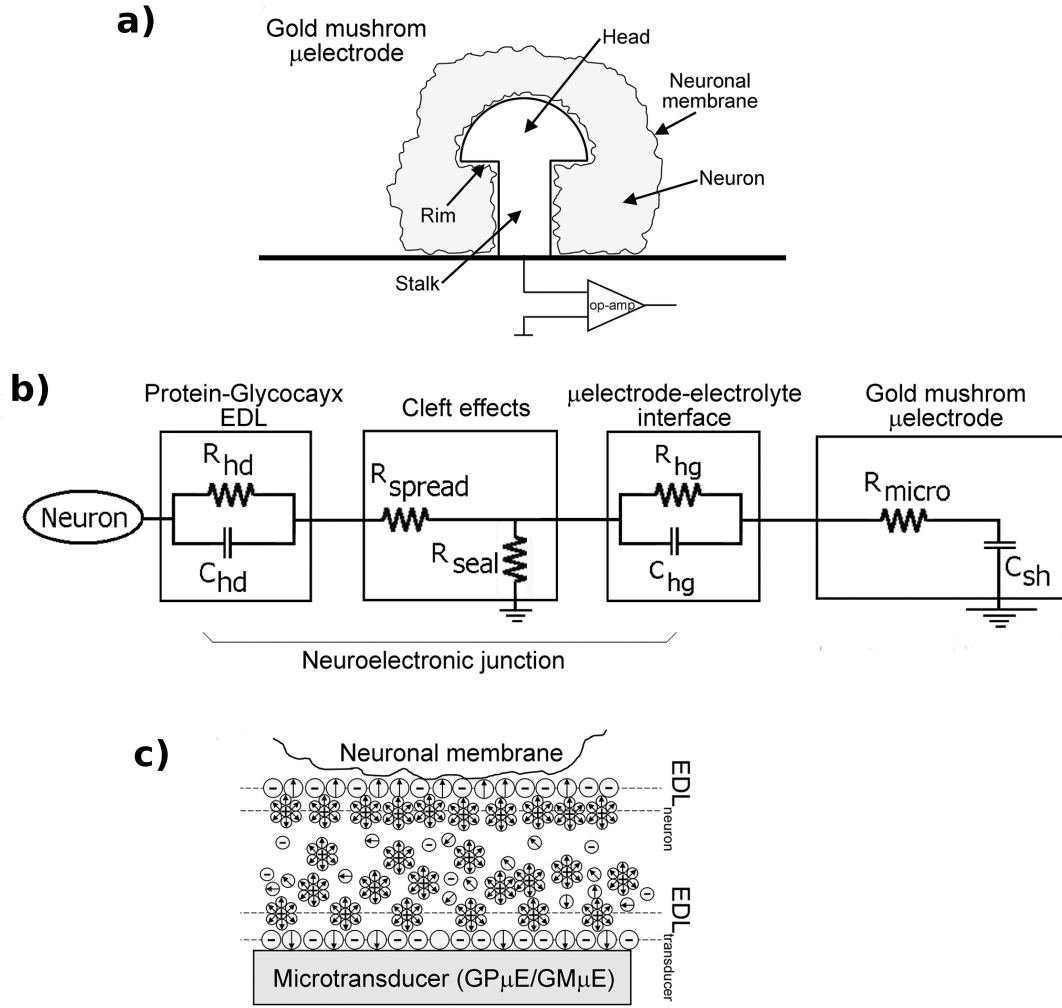 a)
Gold mushrom
μelectrode
Head
Neuronal
membrane
Neuron
Rim
Stalk
op-amp
b)
Protein-Glycocayx
EDL
Cleft effects
μelectrode-electrolyte
interface
Gold mushrom
μelectrode
Neuron
R hd
C hd
R spread
R seal
R hg
C hg
R micro
C sh
Neuroelectronic junction
c)
Neuronal membrane
EDL neuron
EDL transducer
Microtransducer (GPμE/GMμE)